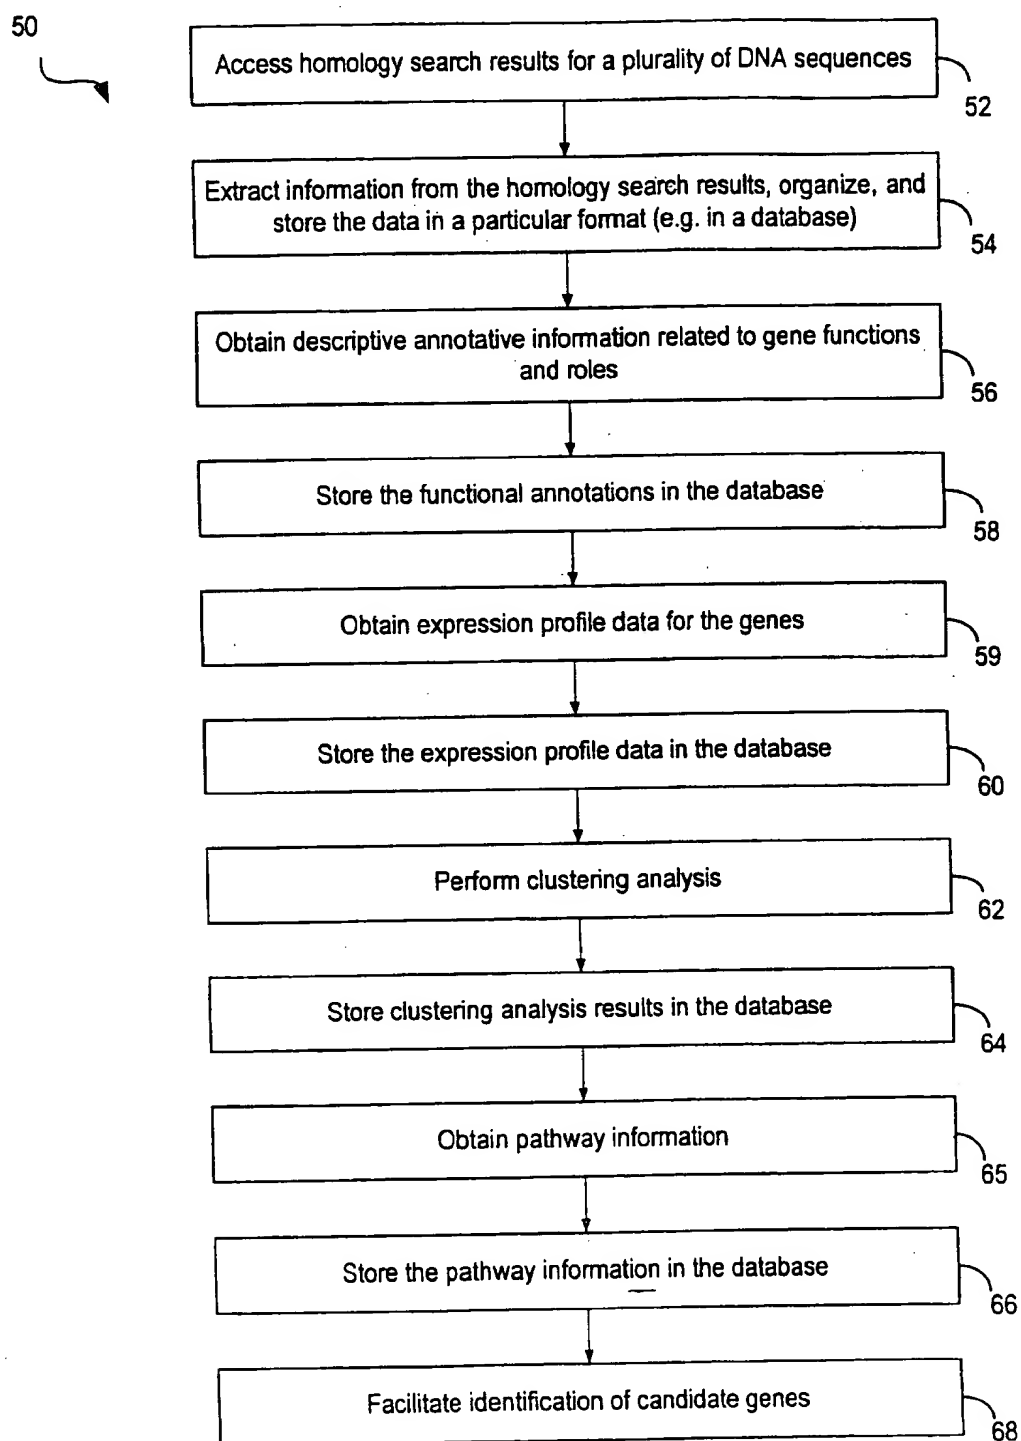 50
Access homology search results for a plurality of DNA sequences
52
Extract information from the homology search results, organize, and
store the data in a particular format (e.g. in a database)
54
Obtain descriptive annotative information related to gene functions
and roles
56
Store the functional annotations in the database
58
Obtain expression profile data for the genes
59
Store the expression profile data in the database
60
Perform clustering analysis
62
Store clustering analysis results in the database
64
Obtain pathway information
65
Store the pathway information in the database
66
Facilitate identification of candidate genes
68